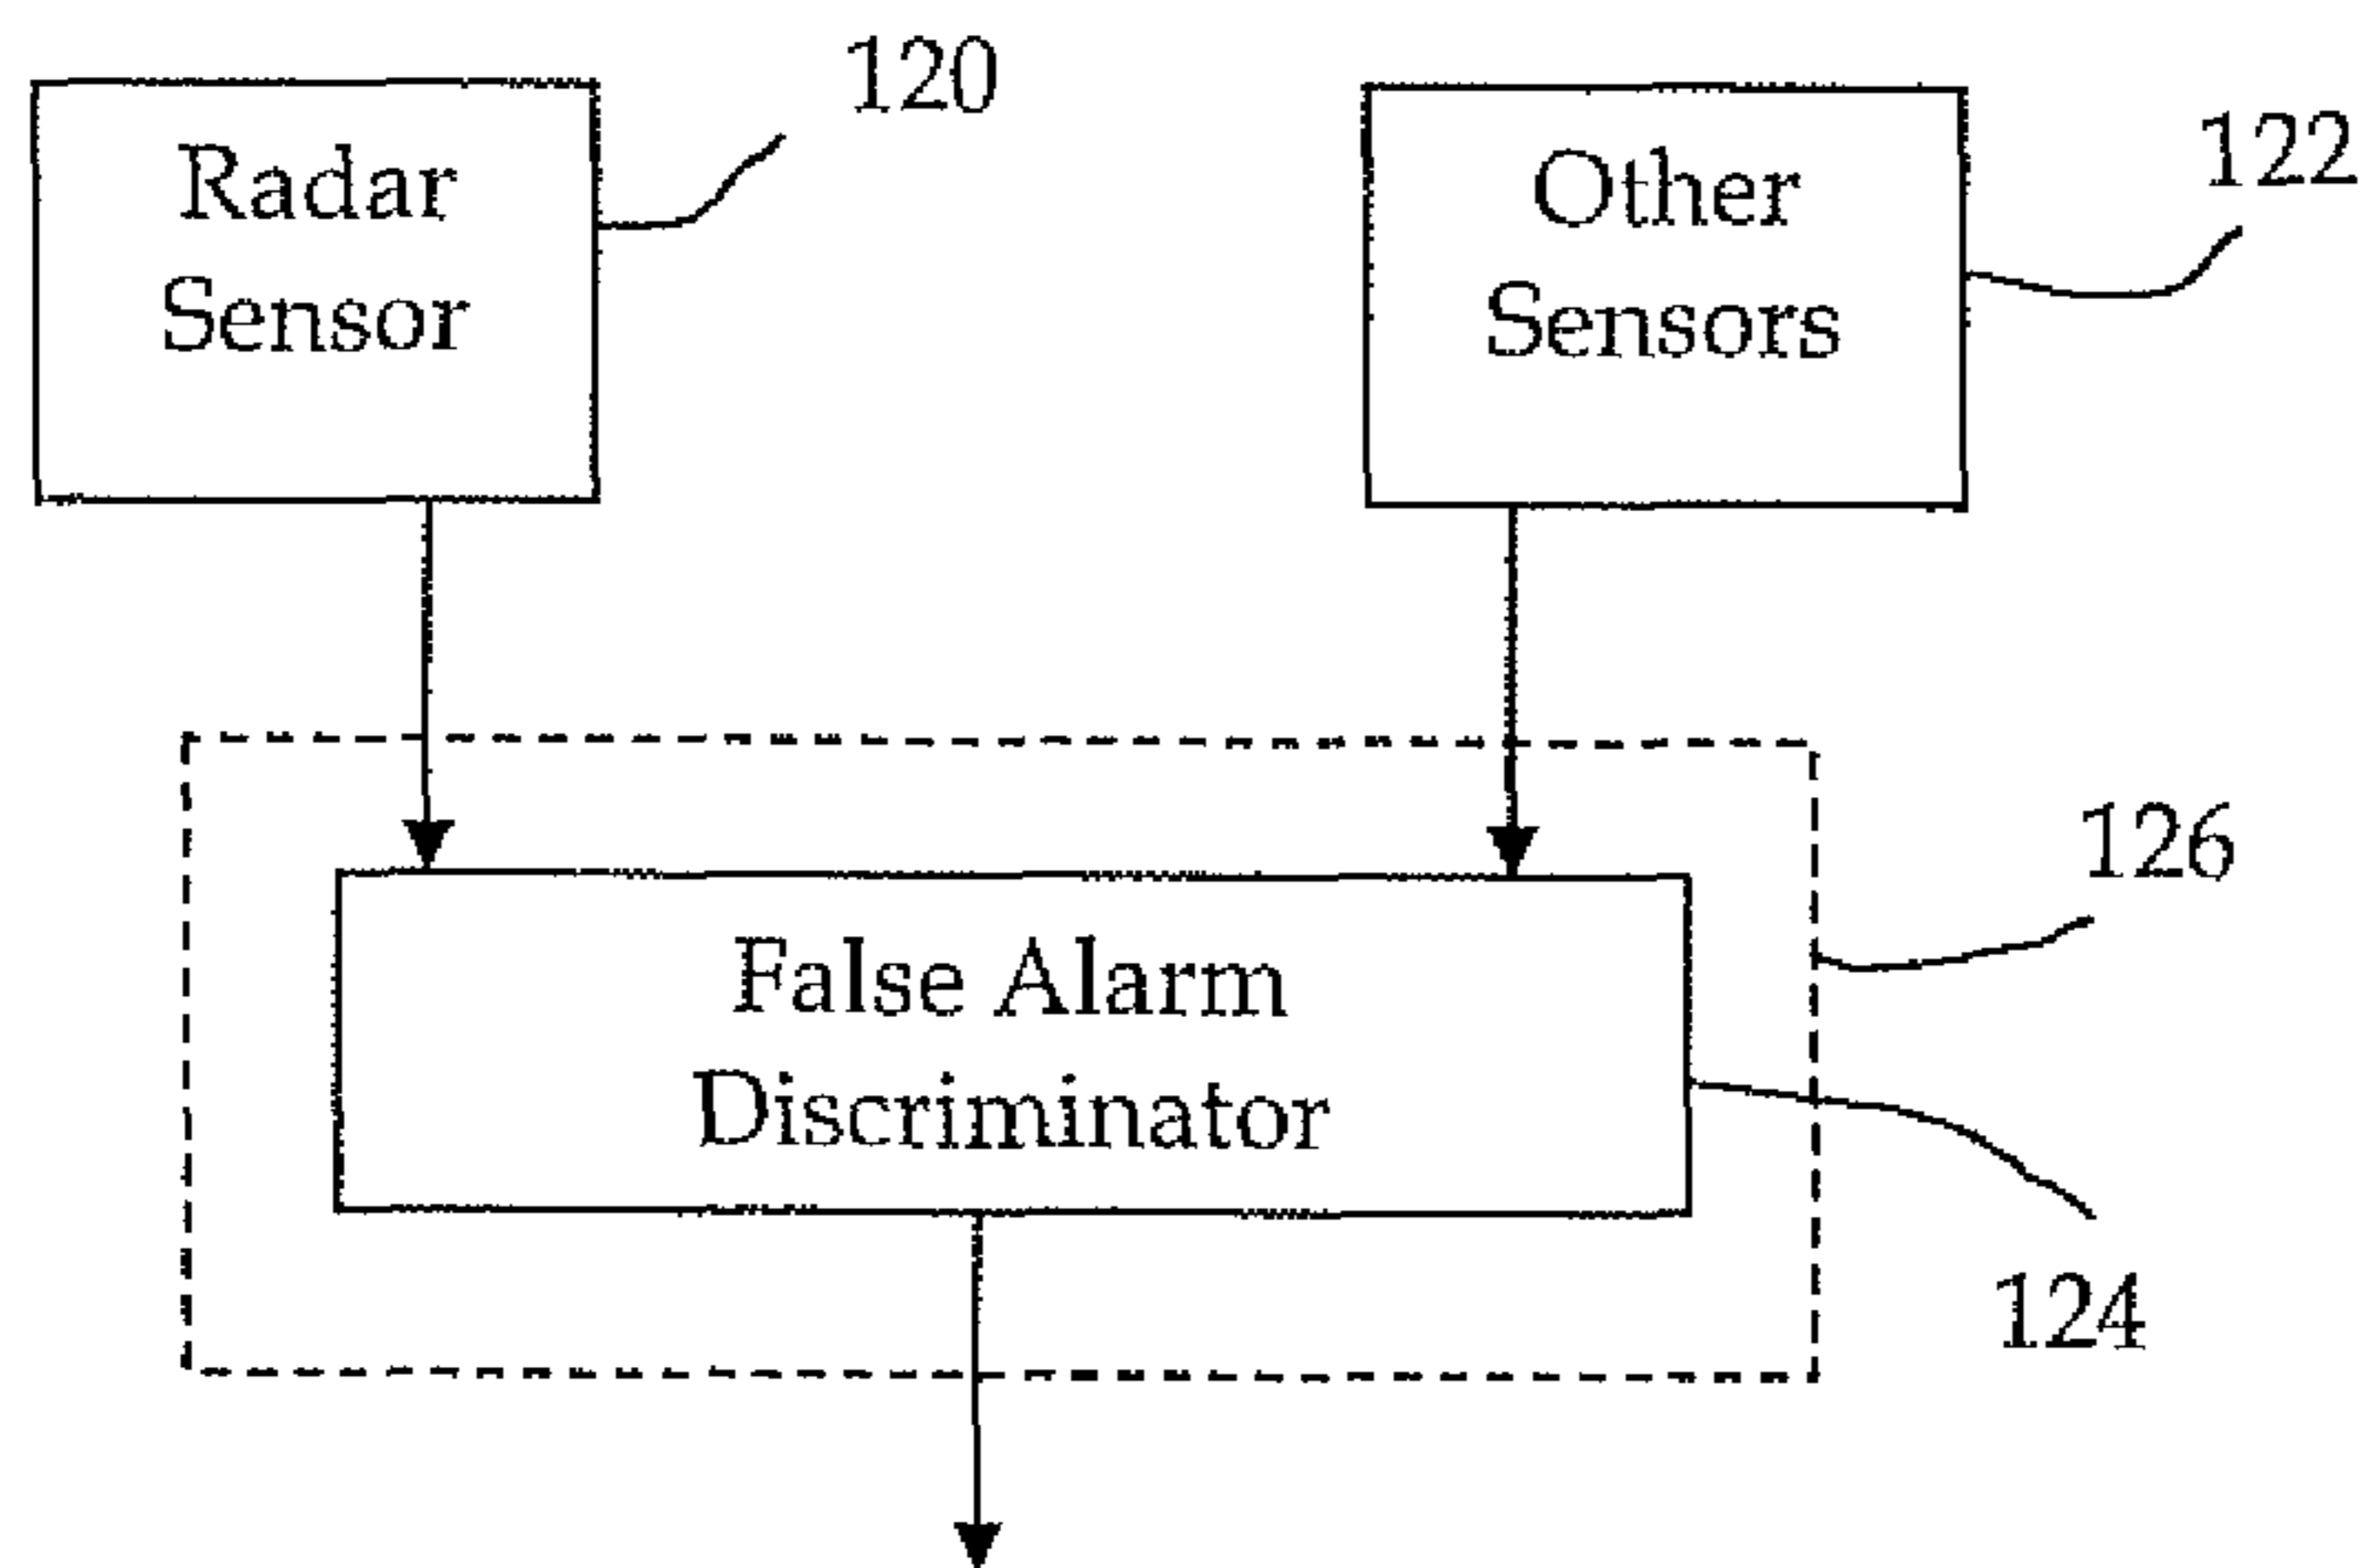 120
Radar
Sensor
Other
Sensors
122
126
False Alarm
Discriminator
124